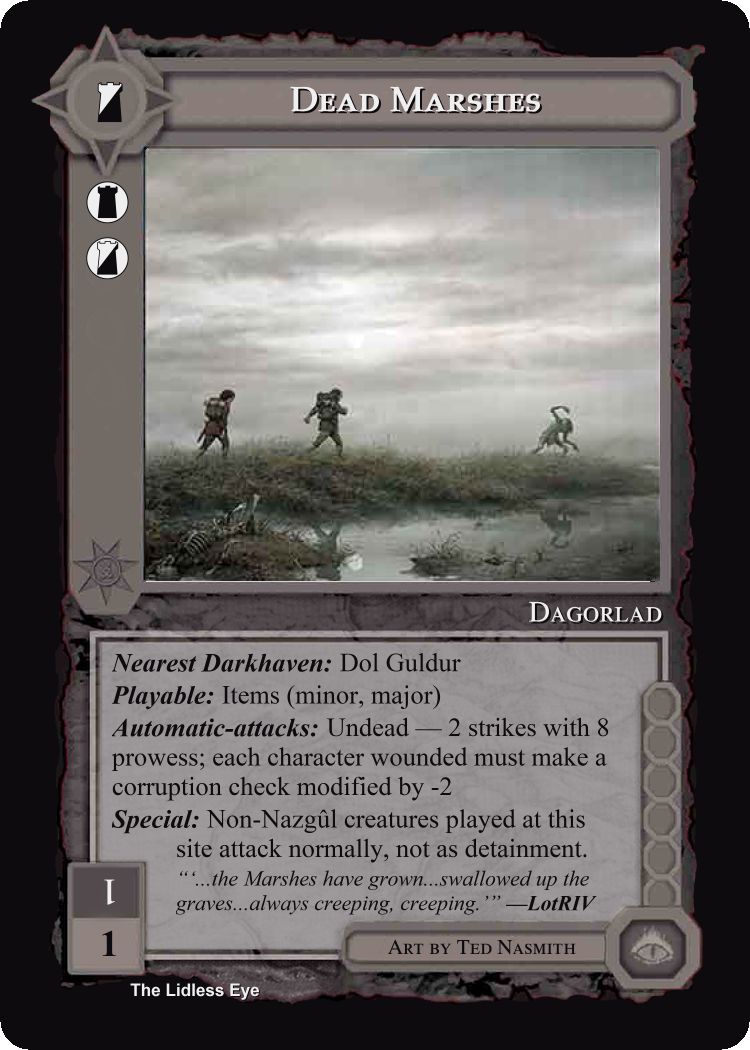 Dead Marshes
Dagorlad
Nearest Darkhaven: Dol Guldur
Playable: Items (minor, major)
Automatic-attacks: Undead — 2 strikes with 8
prowess; each character wounded must make a
corruption check modified by -2
Special: Non-Nazgûl creatures played at this
site attack normally, not as detainment.
“‘...the Marshes have grown...swallowed up the
graves...always creeping, creeping.’” —LotRIV
1
1
Art by Ted Nasmith
The Lidless Eye